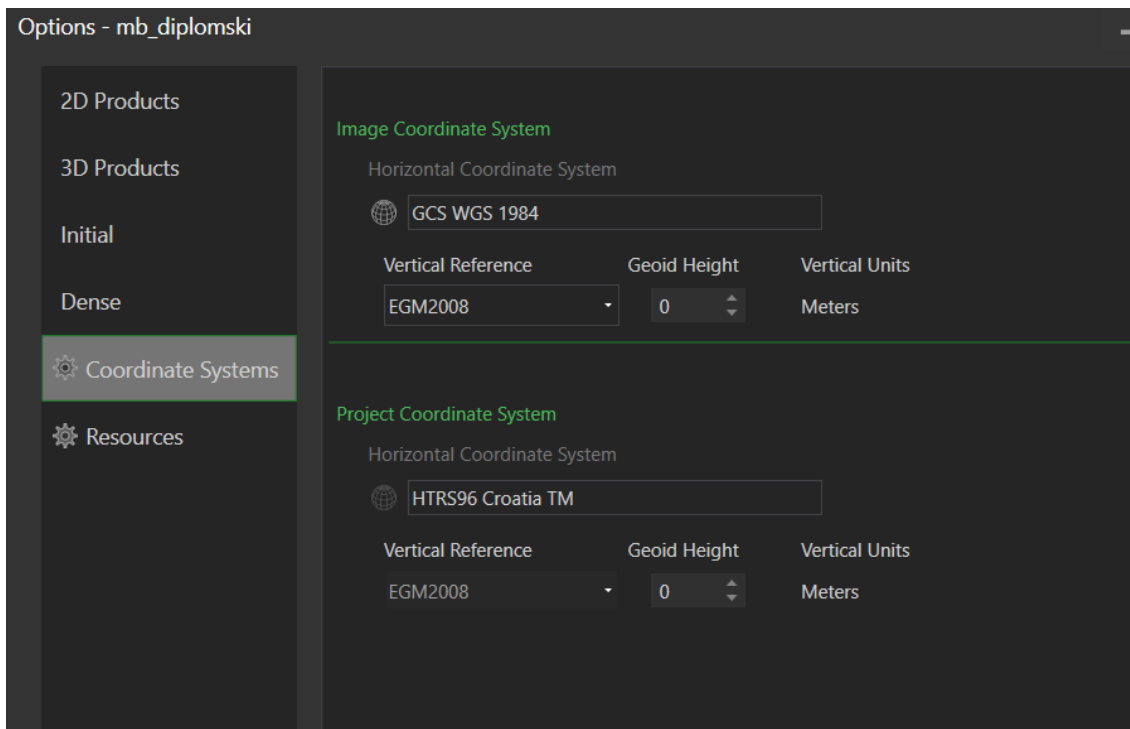 Options - mb_diplomski
2D Products
3D Products
Initial
Dense
Coordinate Systems
Resources
Image Coordinate System
Horizontal Coordinate System
GCS WGS 1984
Vertical Reference Geoid Height Vertical Units
EGM2008 0 Meters
Project Coordinate System
Horizontal Coordinate System
HTRS96 Croatia TM
Vertical Reference Geoid Height Vertical Units
EGM2008 0 Meters